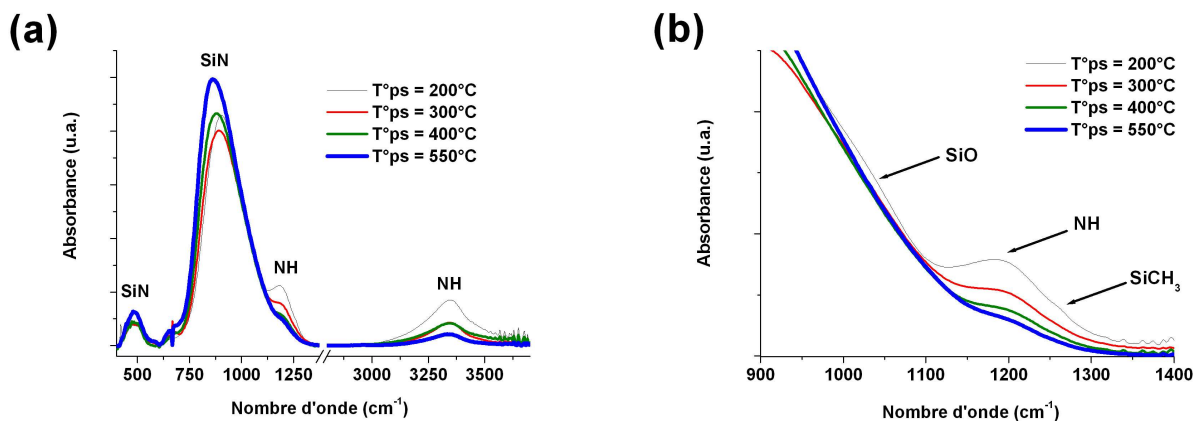 (a)
SiN
T°ps = 200°C
T°ps = 300°C
T°ps = 400°C
T°ps = 550°C
Absorbance (u.a.)
NH
NH
SiN
500 750 1000 1250 3250 3500
Nombre d'onde (cm-1)
(b)
T°ps = 200°C
T°ps = 300°C
T°ps = 400°C
T°ps = 550°C
Absorbance (u.a.)
SiO
NH
SiCH3
900 1000 1100 1200 1300 1400
Nombre d'onde (cm-1)